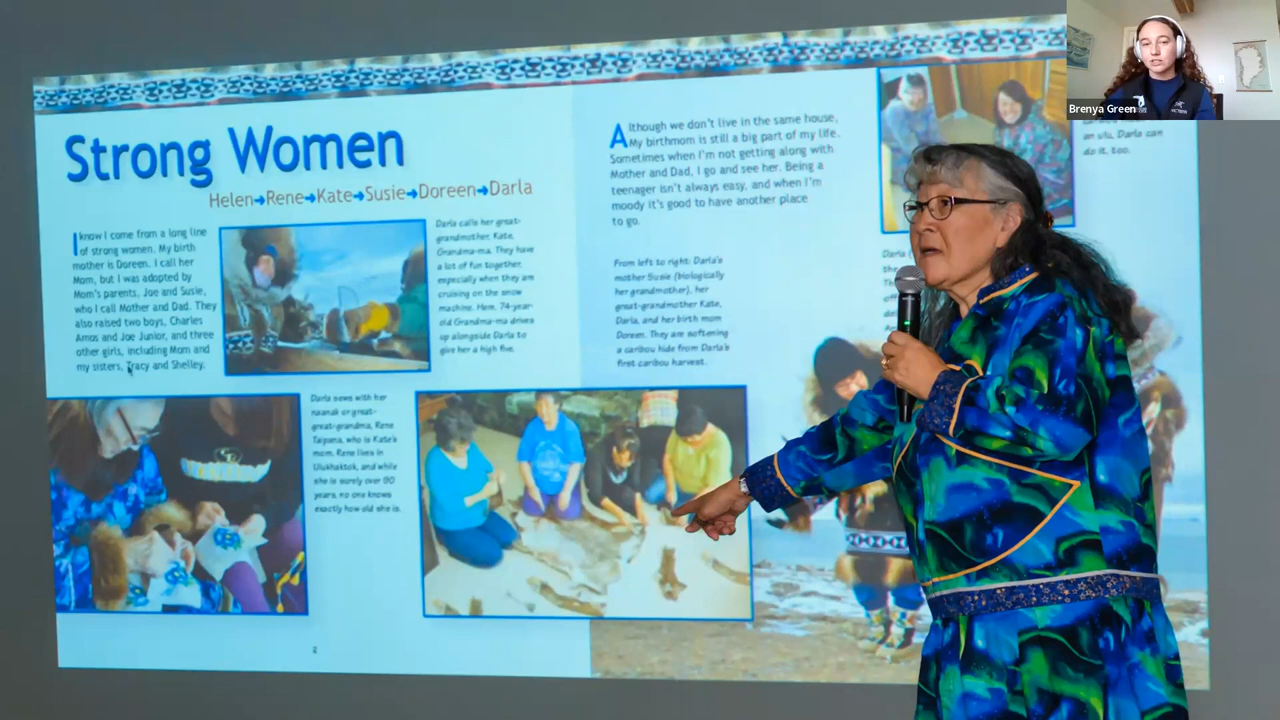 Strong Women
Helen→Rene→Kate→Susie→Doreen→Darla
I know I come from a long line
of strong women. My birth
mother is Doreen. I call her
Mom, but I was adopted by
Mom's parents, Joe and Susie,
who I call Mother and Dad. They
also raised two boys, Charles
Amos and Joe Junior, and three
other girls, including Mom and
my sisters, Tracy and Shelley.
Darla calls her great-
grandmother, Kate,
Grandma-ma. They have
a lot of fun together,
especially when they are
cruising on the snow
machine. Here, 74-year-
old Grandma-ma drives
up alongside Darla to
give her a high five.
Darla sews with her
naanak or great-
great-grandma, Rene
Taipana, who is Kate's
mom. Rene lives in
Ulukhaktok, and while
she is surely over 90
years, no one knows
exactly how old she is.
2
Although we don't live in the same house,
My birthmom is still a big part of my life.
Sometimes when I'm not getting along with
Mother and Dad, I go and see her. Being a
teenager isn't always easy, and when I'm
moody it's good to have another place
to go.
From left to right: Darla's
mother Susie (biologically
her grandmother), her
great-grandmother Kate,
Darla, and her birth mom
Doreen. They are softening
a caribou hide from Darla's
first caribou harvest.
an ulu, Darla can
do it, too.
Darla
Brenya Green